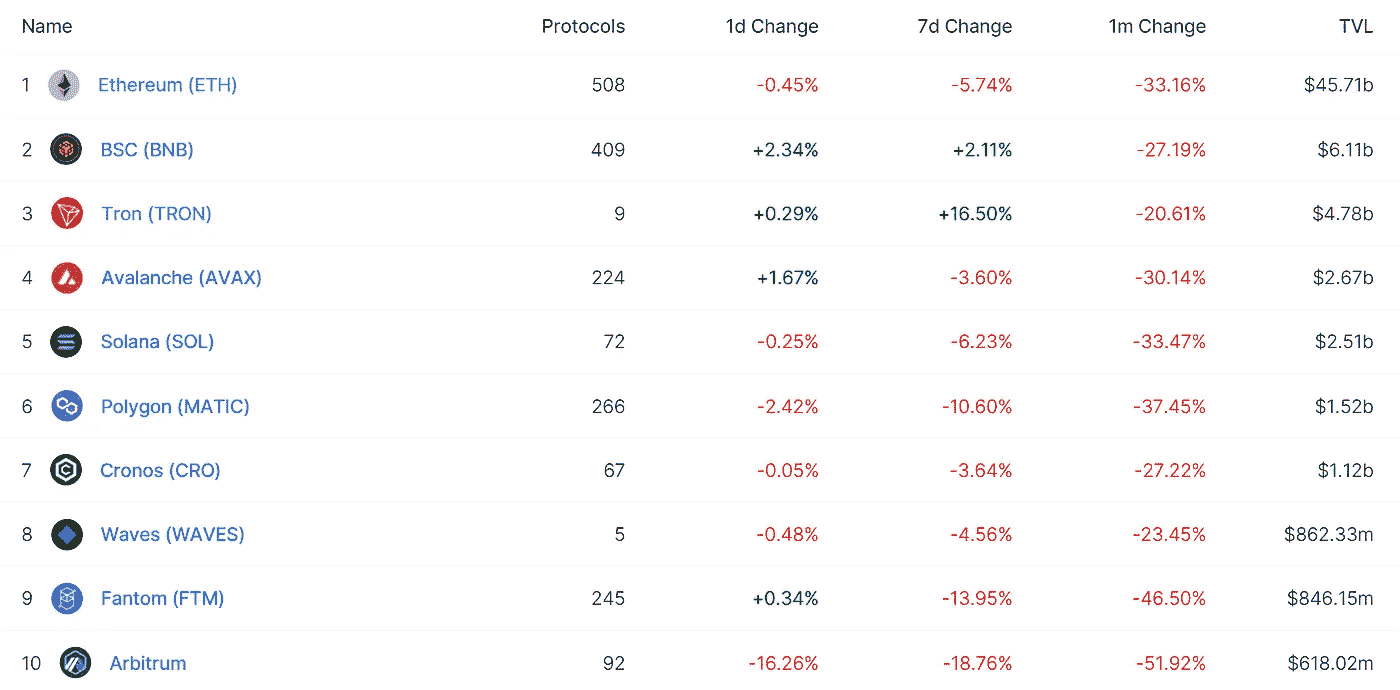 Name Protocols 1d Change 7d Change 1m Change TVL
1 Ethereum (ETH) 508 -0.45% -5.74% -33.16% $45.71b
2 BSC (BNB) 409 +2.34% +2.11% -27.19% $6.11b
3 Tron (TRON) 9 +0.29% +16.50% -20.61% $4.78b
4 Avalanche (AVAX) 224 +1.67% -3.60% -30.14% $2.67b
5 Solana (SOL) 72 -0.25% -6.23% -33.47% $2.51b
6 Polygon (MATIC) 266 -2.42% -10.60% -37.45% $1.52b
7 Cronos (CRO) 67 -0.05% -3.64% -27.22% $1.12b
8 Waves (WAVES) 5 -0.48% -4.56% -23.45% $862.33m
9 Fantom (FTM) 245 +0.34% -13.95% -46.50% $846.15m
10 Arbitrum 92 -16.26% -18.76% -51.92% $618.02m